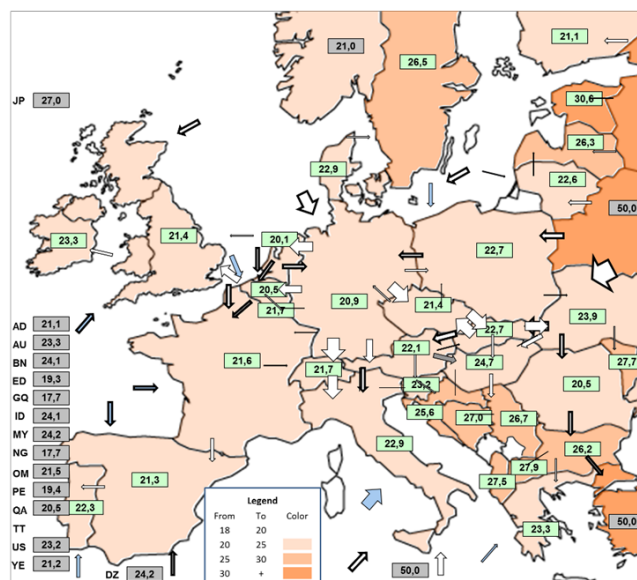 21,1
21,0
26,5
JP 27,0
30,6
26,3
22,9
22,6
50,0
23,3
21,4
20,1
22,7
20,5
20,9
21,4
21,7
23,9
22,7
22,1
21,6
21,7
24,7
27,7
23,2
20,5
25,6
27,0
26,7
22,9
26,2
27,9
27,5
21,3
22,3
23,3
50,0
50,0
AD 21,1
AU 23,3
BN 24,1
ED 19,3
GQ 17,7
ID 24,1
MY 24,2
NG 17,7
OM 21,5
PE 19,4
QA 20,5
TT
US 23,2
YE 21,2
DZ 24,2
Legend
From To Color
18 20
20 25
25 30
30 +